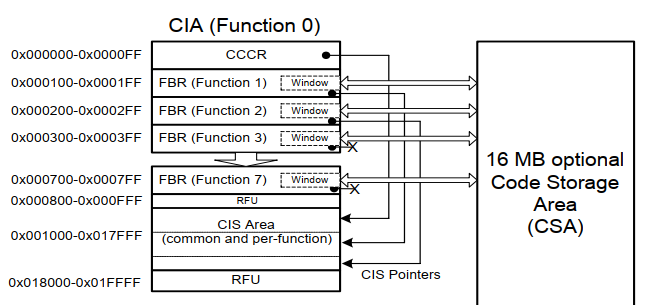 CIA (Function 0)
0x000000-0x0000FF
CCCR
0x000100-0x0001FF
FBR (Function 1)
Window
0x000200-0x0002FF
FBR (Function 2)
Window
0x000300-0x0003FF
FBR (Function 3)
Window
X
0x000700-0x0007FF
FBR (Function 7)
Window
X
0x000800-0x000FFF
RFU
0x001000-0x017FFF
CIS Area
(common and per-function)
CIS Pointers
0x018000-0x01FFFF
RFU
16 MB optional
Code Storage
Area
(CSA)